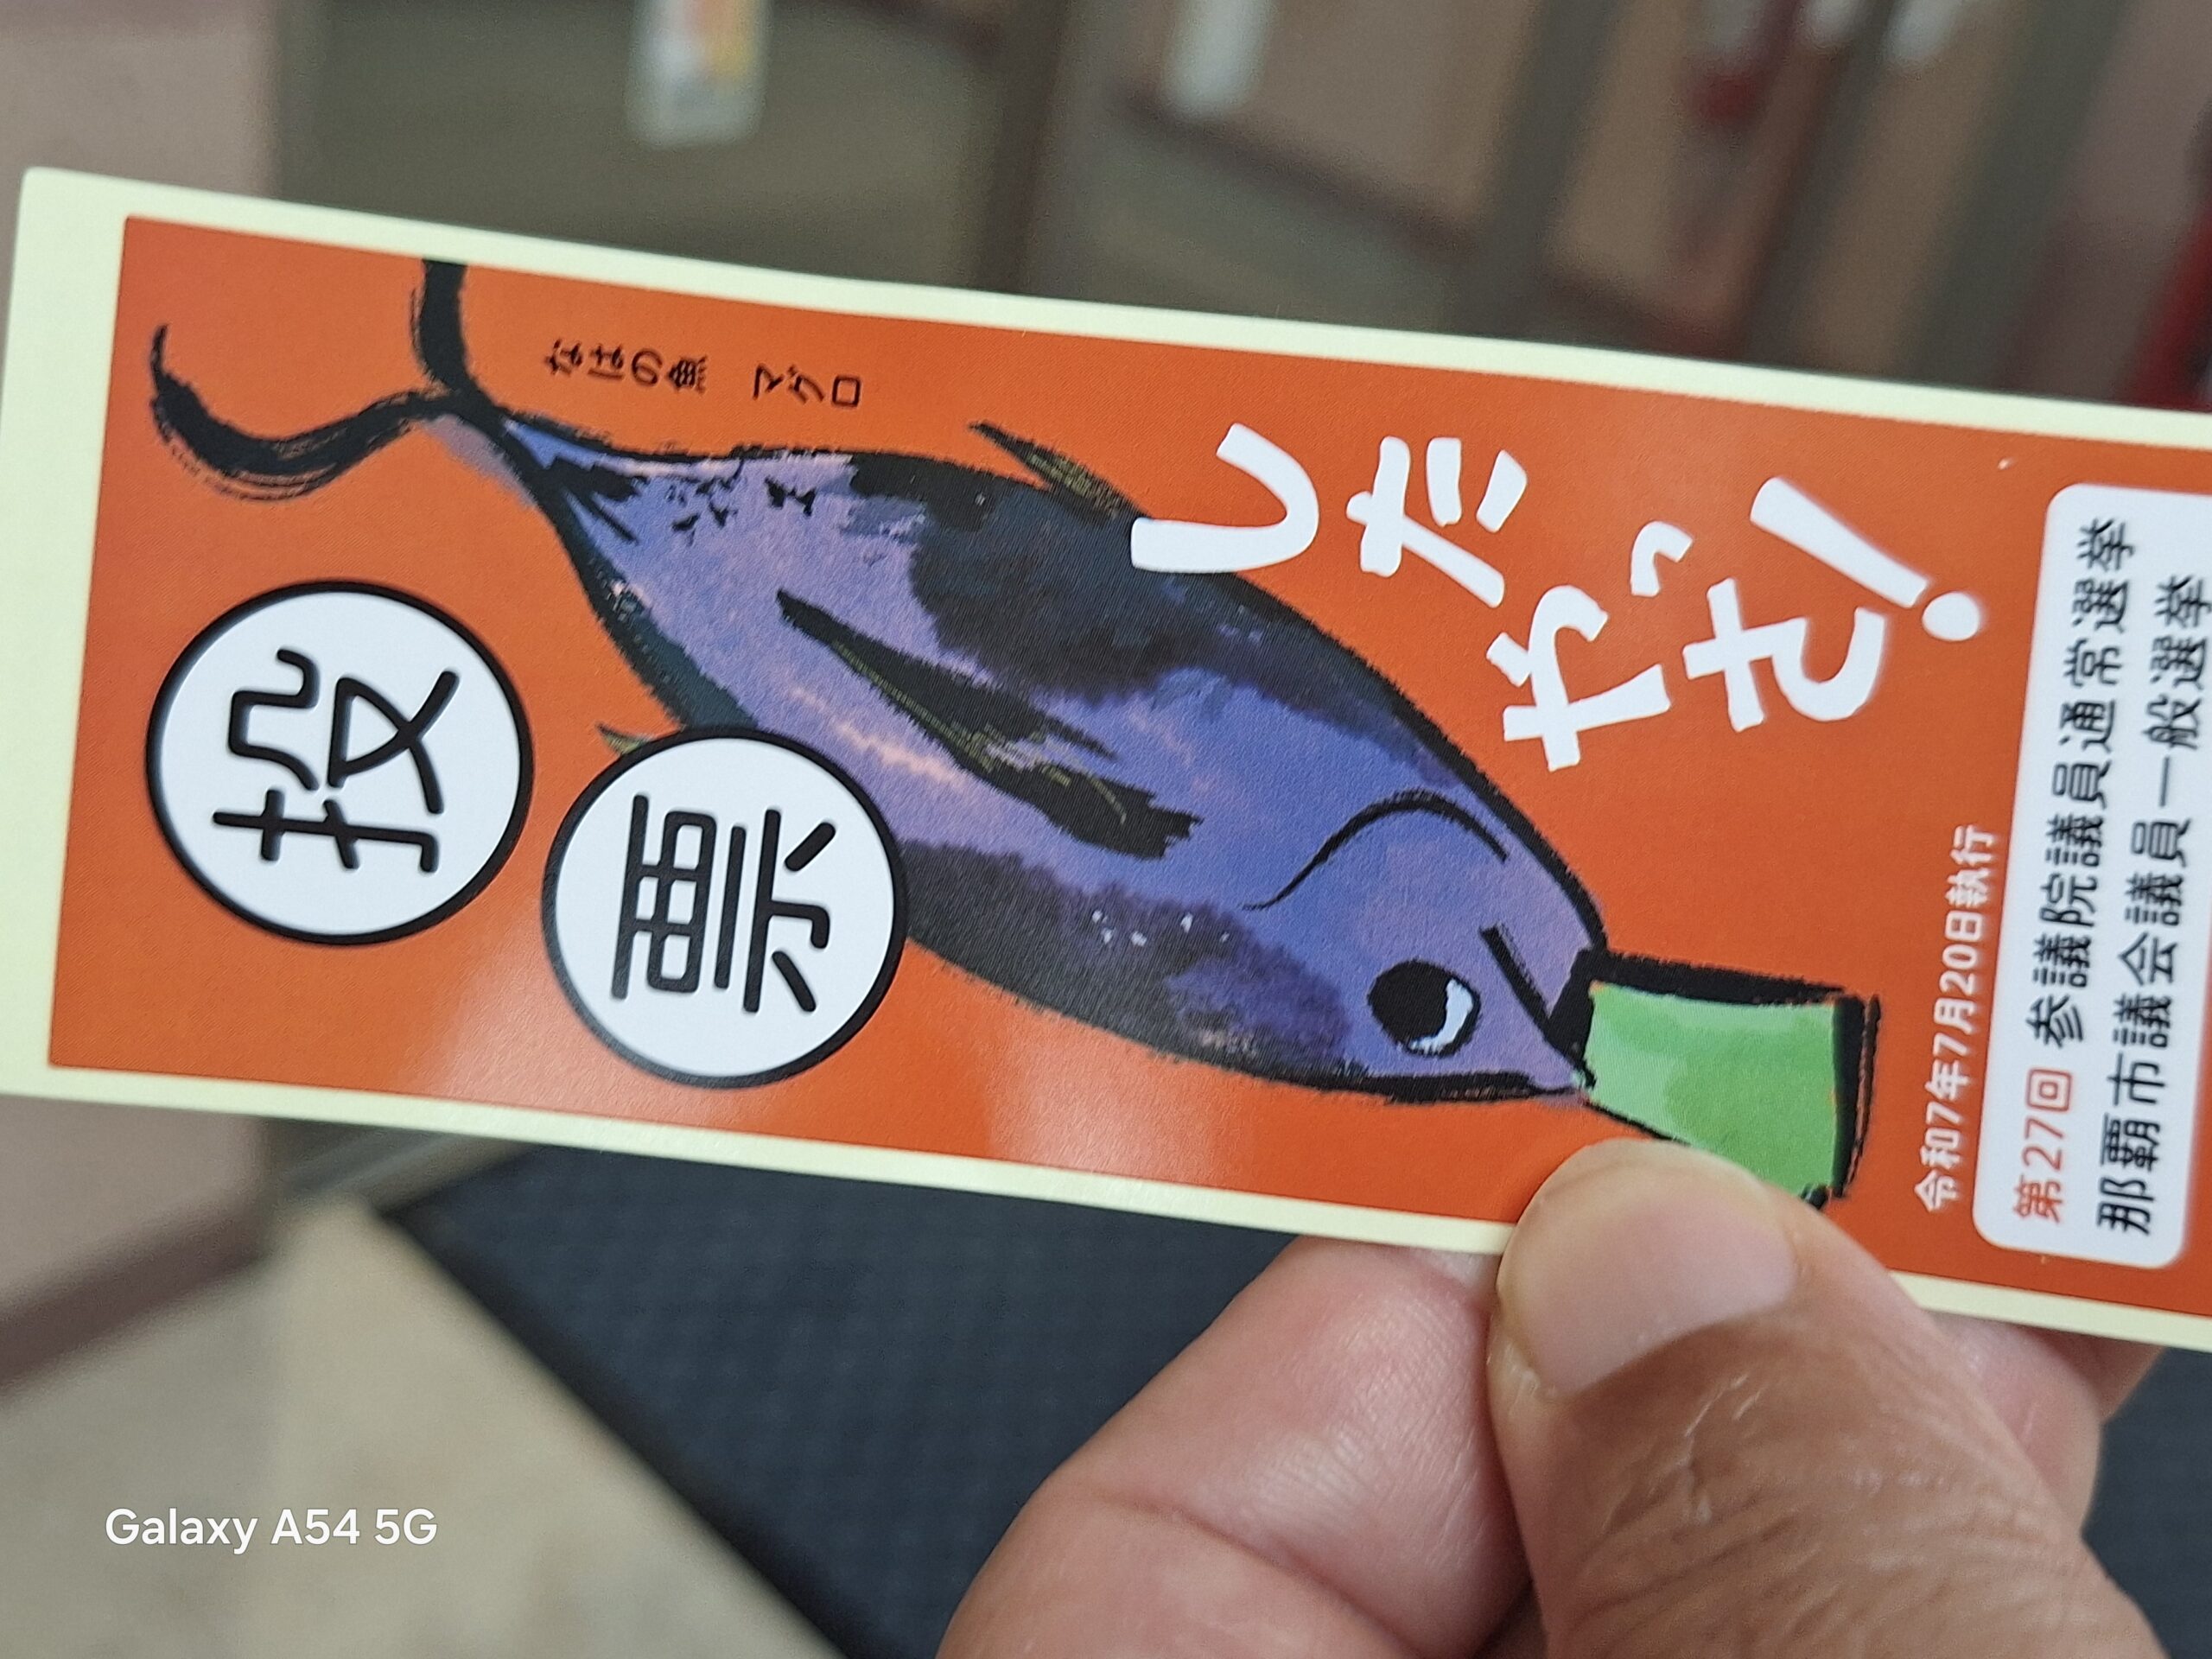 なはの魚 マグロ
投票
したやっさ!
令和7年7月20日執行
第27回 参議院議員通常選挙
那覇市議会議員一般選挙
Galaxy A54 5G